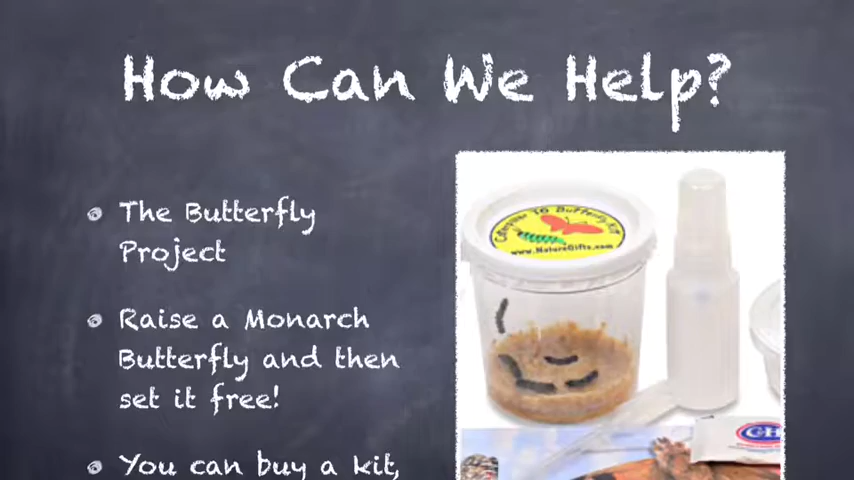 How Can We Help?
The Butterfly
Project
Raise a Monarch
Butterfly and then
set it free!
You can buy a kit,
Caterpillar TO Butterfly Kit
www.NatureGifts.com
C&H